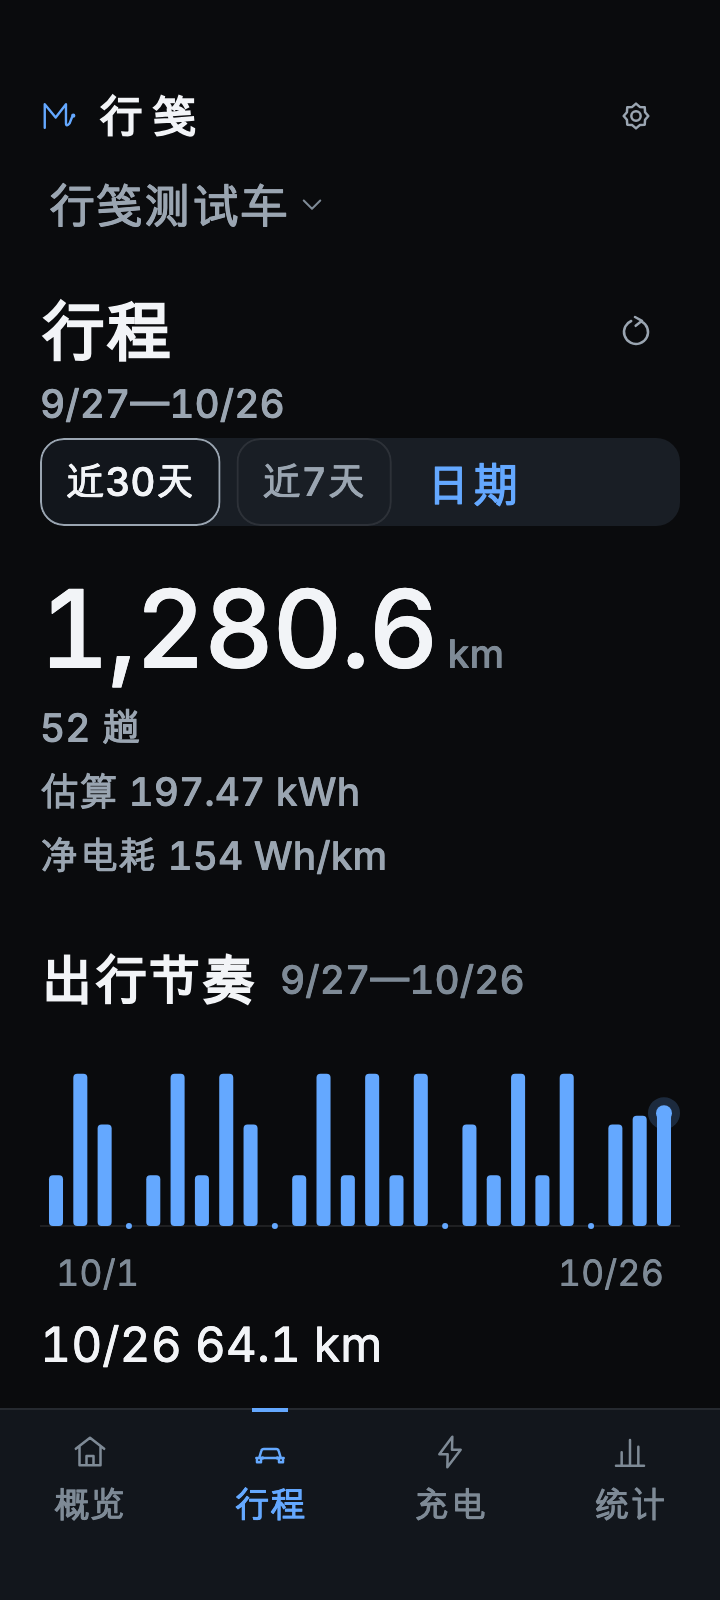 行笺
行笺测试车
行程
9/27—10/26
近30天 近7天 日期
1,280.6 km
52 趟
估算 197.47 kWh
净电耗 154 Wh/km
出行节奏 9/27—10/26
10/1 10/26
10/26 64.1 km
概览 行程 充电 统计